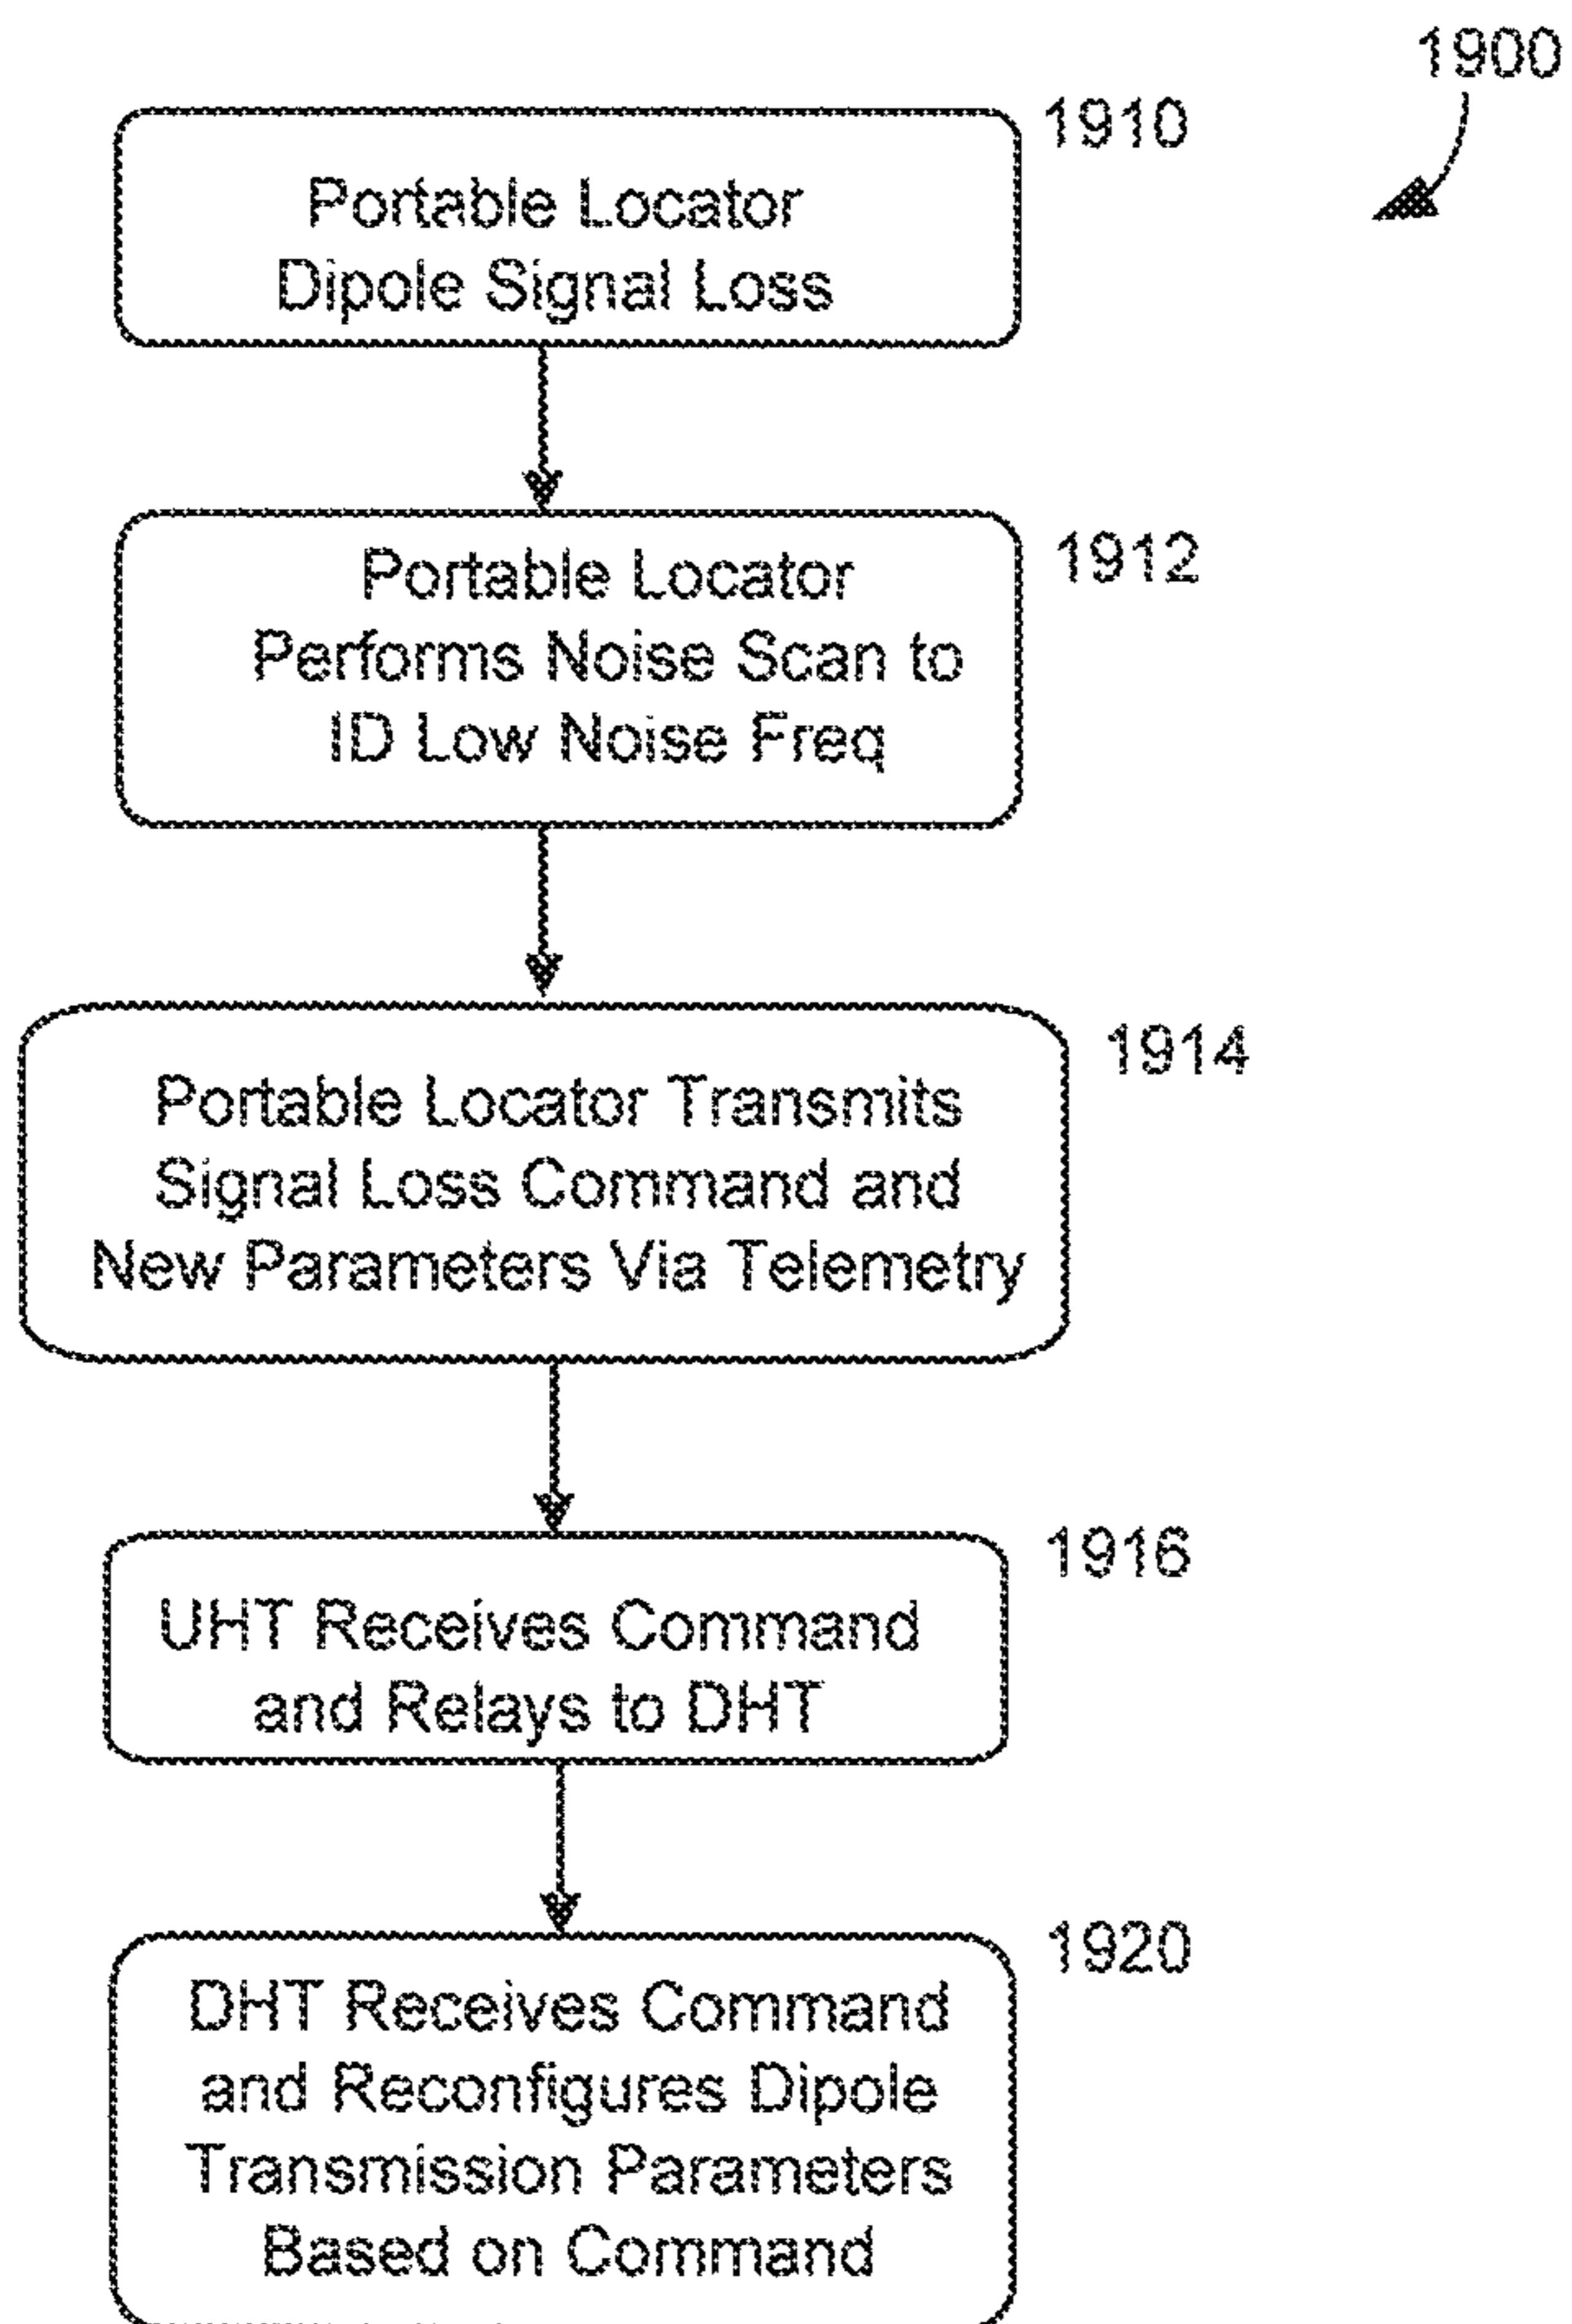 1900
1910
Portable Locator
Dipole Signal Loss
1912
Portable Locator
Performs Noise Scan to
ID Low Noise Freq
1914
Portable Locator Transmits
Signal Loss Command and
New Parameters Via Telemetry
1916
UHT Receives Command
and Relays to DHT
1920
DHT Receives Command
and Reconfigures Dipole
Transmission Parameters
Based on Command